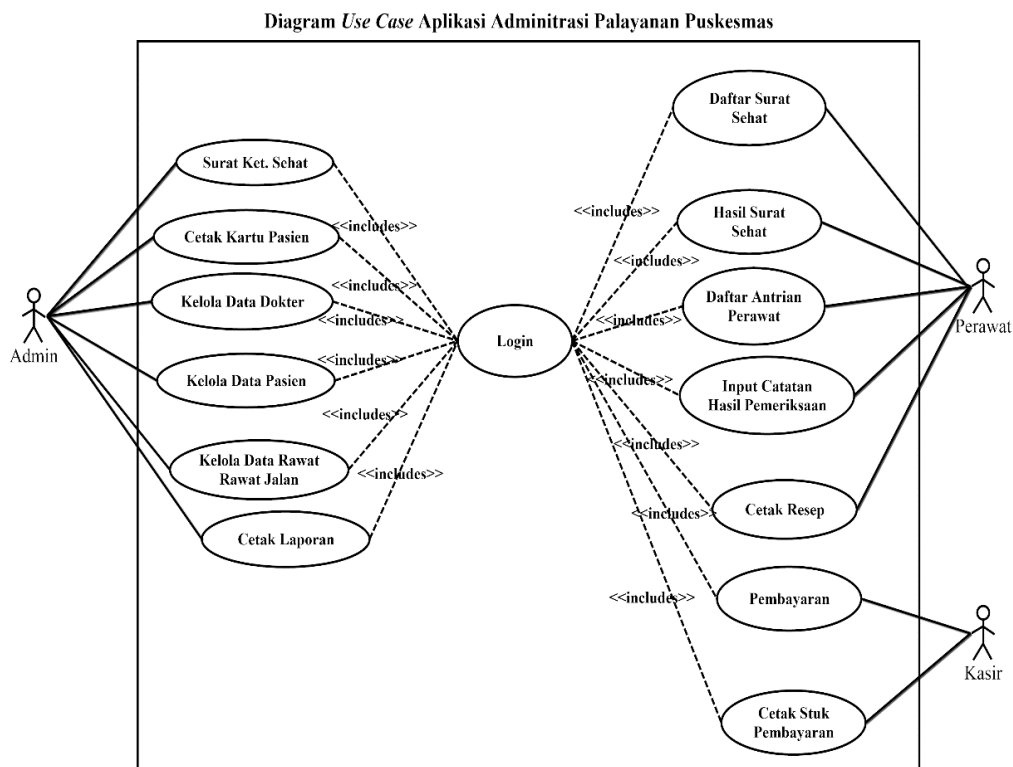 Diagram Use Case Aplikasi Adminitrasi Palayanan Puskesmas
Surat Ket. Sehat
Cetak Kartu Pasien
Kelola Data Dokter
Kelola Data Pasien
Kelola Data Rawat
Rawat Jalan
Cetak Laporan
Admin
<<includes>>
<<includes>>
<<includes>>
<<includes>>
<<includes>>
<<includes>>
Login
<<includes>>
<<includes>>
<<includes>>
<<includes>>
<<includes>>
<<includes>>
<<includes>>
Daftar Surat
Sehat
Hasil Surat
Sehat
Daftar Antrian
Perawat
Input Catatan
Hasil Pemeriksaan
Cetak Resep
Pembayaran
Cetak Stuk
Pembayaran
Perawat
Kasir